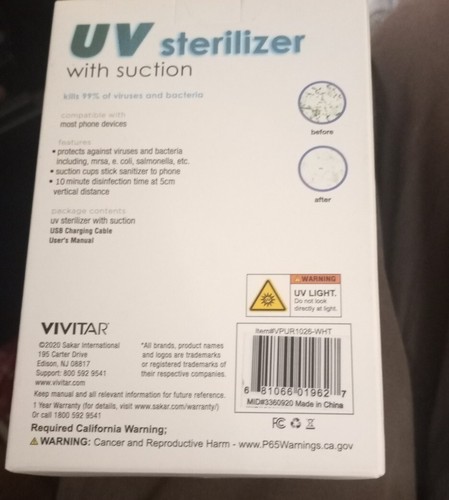 UV sterilizer
with suction
kills 99% of viruses and bacteria
compatible with
most phone devices
before
features
• protects against viruses and bacteria
including, mrsa, e. coli, salmonella, etc.
• suction cups stick sanitizer to phone
• 10 minute disinfection time at 5cm
vertical distance
after
package contents
uv sterilizer with suction
USB Charging Cable
User's Manual
WARNING
UV LIGHT.
Do not look
directly at light.
VIVITAR
©2020 Sakar International
195 Carter Drive
Edison, NJ 08817
Support: 800 592 9541
www.vivitar.com
*All brands, product names
and logos are trademarks
or registered trademarks of
their respective companies.
Item#VPUR1026-WHT
6 81066 01962 7
MID#3360920 Made in China
Keep manual and all relevant information for future reference.
1 Year Warranty (for details, visit www.sakar.com/warranty/)
Or call 1800 592 9541
FC CE
Required California Warning;
WARNING: Cancer and Reproductive Harm - www.P65Warnings.ca.gov